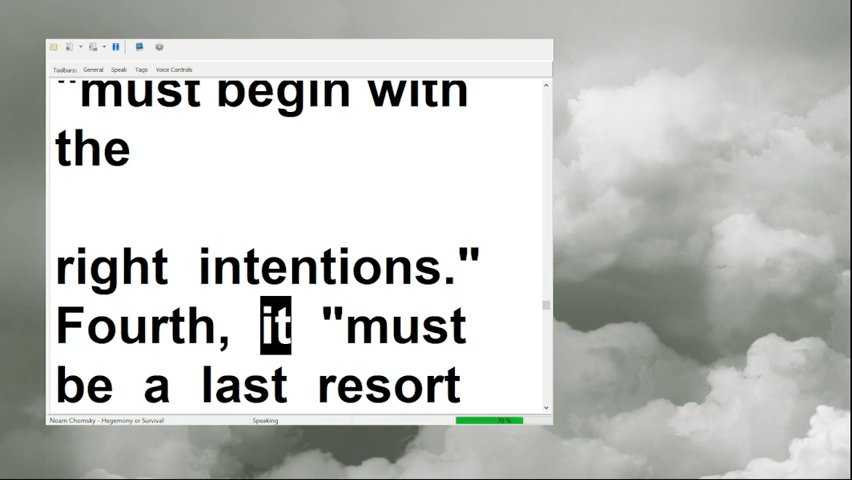 Toolbars: General Speak Tags Voice Controls
"must begin with
the
right intentions."
Fourth, it "must
be a last resort
Noam Chomsky - Hegemony or Survival Speaking 70 %